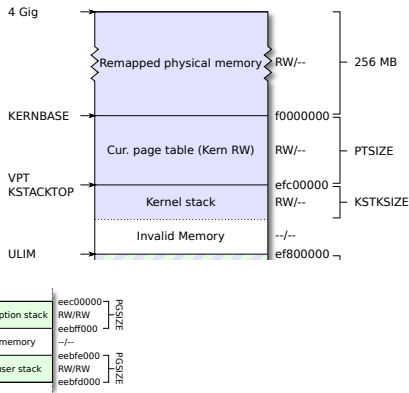 4 Gig
Remapped physical memory RW/-- 256 MB
KERNBASE f0000000
Cur. page table (Kern RW) RW/-- PTSIZE
VPT
KSTACKTOP efc00000
Kernel stack RW/-- KSTKSIZE
Invalid Memory --/--
ULIM ef800000
eec00000
ption stack RW/RW PGSIZE
eebff000
memory --/--
eebfe000
ser stack RW/RW PGSIZE
eebfd000